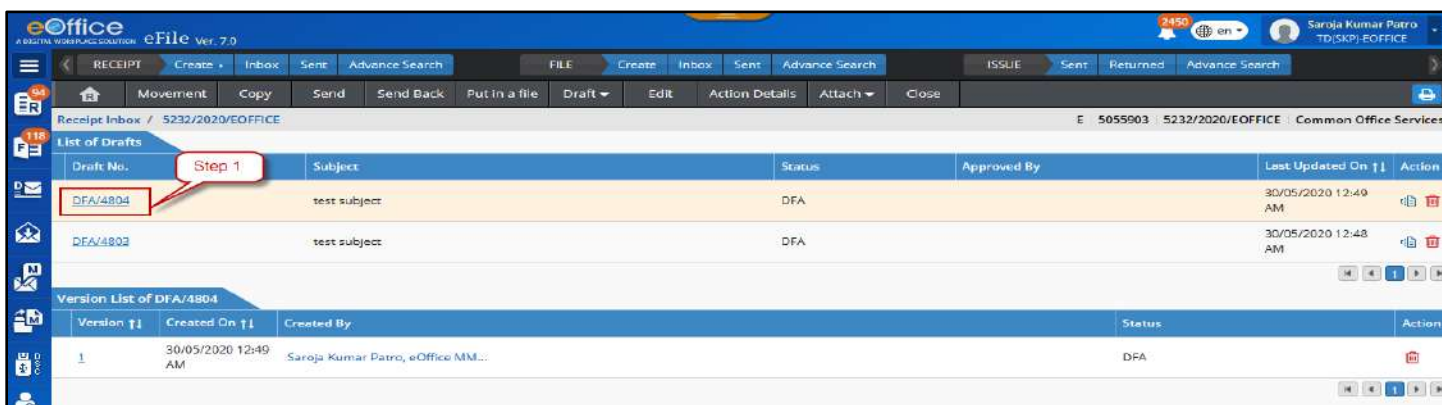 eOffice
A DIGITAL WORKPLACE SOLUTION eFile Ver. 7.0
2450 en Saroja Kumar Patro
TD(SKP)-EOFFICE
RECEIPT Create Inbox Sent Advance Search FILE Create Inbox Sent Advance Search ISSUE Sent Returned Advance Search
94 R Movement Copy Send Send Back Put in a file Draft Edit Action Details Attach Close
Receipt Inbox / 5232/2020/EOFFICE E 5055903 5232/2020/EOFFICE Common Office Services
118 F List of Drafts
Draft No. Step 1 Subject Status Approved By Last Updated On Action
DFA/4804 test subject DFA 30/05/2020 12:49
AM
DFA/4803 test subject DFA 30/05/2020 12:48
AM
1
Version List of DFA/4804
Version Created On Created By Status Action
1 30/05/2020 12:49 Saroja Kumar Patro, eOffice MM... DFA
AM
1